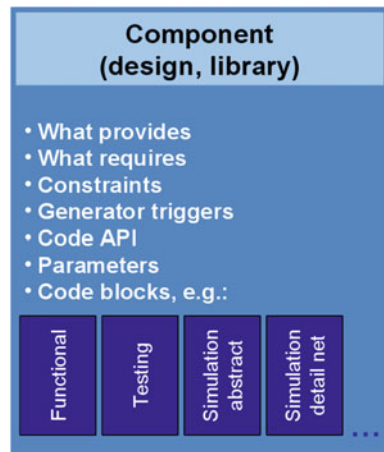 Component
(design, library)
• What provides
• What requires
• Constraints
• Generator triggers
• Code API
• Parameters
• Code blocks, e.g.:
Functional
Testing
Simulation
abstract
Simulation
detail net
...